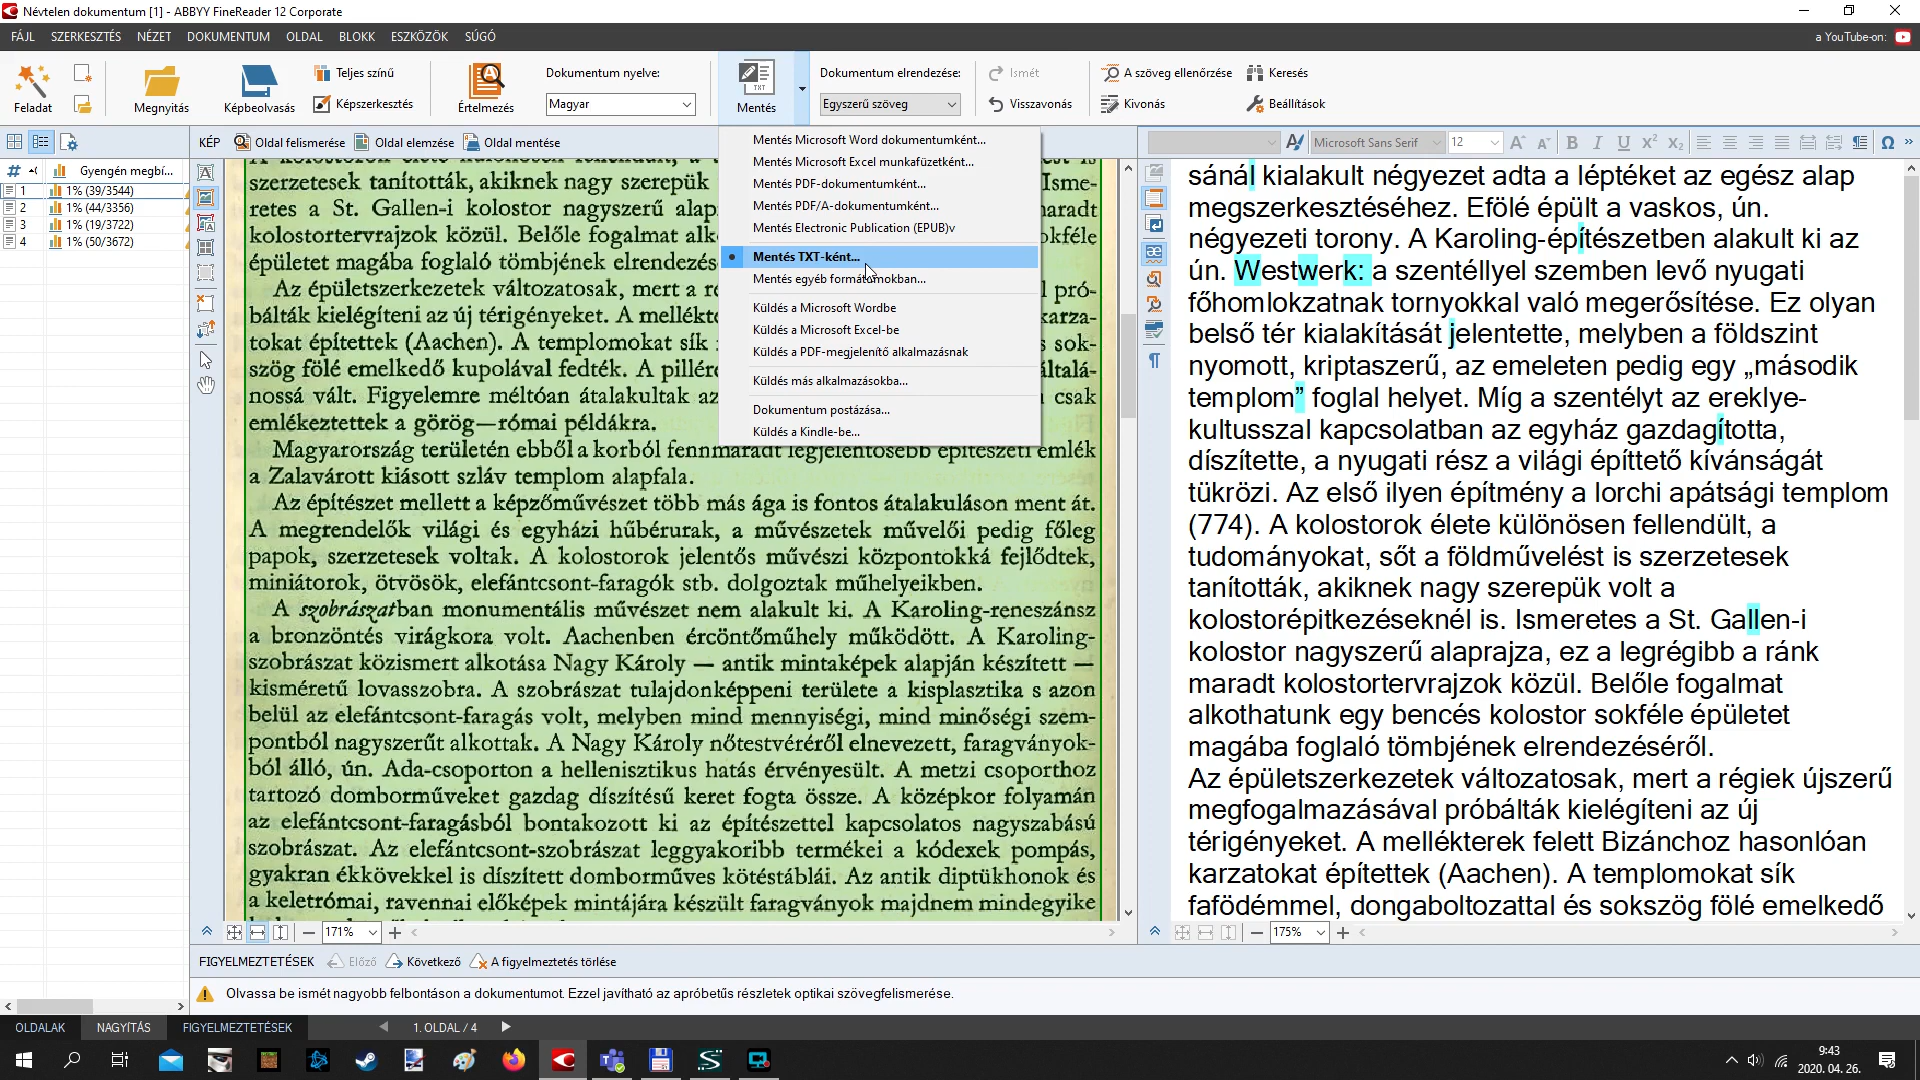 Névtelen dokumentum [1] - ABBYY FineReader 12 Corporate
FÁJL SZERKESZTÉS NÉZET DOKUMENTUM OLDAL BLOKK ESZKÖZÖK SÚGÓ
a YouTube-on:
Feladat
Megnyitás
Képbeolvasás
Teljes színű
Képszerkesztés
Értelmezés
Dokumentum nyelve:
Magyar
TXT
Mentés
Dokumentum elrendezése:
Egyszerű szöveg
Ismét
Visszavonás
A szöveg ellenőrzése
Kivonás
Keresés
Beállítások
KÉP Oldal felismerése Oldal elemzése Oldal mentése
Microsoft Sans Serif 12
# Gyengén megbí...
1 1% (39/3544)
2 1% (44/3356)
3 1% (19/3722)
4 1% (50/3672)
Mentés Microsoft Word dokumentumként...
Mentés Microsoft Excel munkafüzetként...
Mentés PDF-dokumentumként...
Mentés PDF/A-dokumentumként...
Mentés Electronic Publication (EPUB)v
Mentés TXT-ként...
Mentés egyéb formátumokban...
Küldés a Microsoft Wordbe
Küldés a Microsoft Excel-be
Küldés a PDF-megjelenítő alkalmazásnak
Küldés más alkalmazásokba...
Dokumentum postázása...
Küldés a Kindle-be...
szerzetesek tanították, akiknek nagy szerepük Isme-
retes a St. Gallen-i kolostor nagyszerű alap aradt
kolostortervrajzok közül. Belőle fogalmat alk okféle
épületet magába foglaló tömbjének elrendezés
Az épületszerkezetek változatosak, mert a r l pró-
bálták kielégíteni az új térigényeket. A mellékt karza-
tokat építettek (Aachen). A templomokat sík s sok-
szög fölé emelkedő kupolával fedték. A pillér általá-
nossá vált. Figyelemre méltóan átalakultak az csak
emlékeztettek a görög—római példákra.
Magyarország területén ebből a korból fennmaradt legjelentősebb építészeti emlék
a Zalavárott kiásott szláv templom alapfala.
Az építészet mellett a képzőművészet több más ága is fontos átalakuláson ment át.
A megrendelők világi és egyházi hűbérurak, a művészetek művelői pedig főleg
papok, szerzetesek voltak. A kolostorok jelentős művészi központokká fejlődtek,
miniátorok, ötvösök, elefántcsont-faragók stb. dolgoztak műhelyeikben.
A szobrászatban monumentális művészet nem alakult ki. A Karoling-reneszánsz
a bronzöntés virágkora volt. Aachenben ércöntőműhely működött. A Karoling-
szobrászat közismert alkotása Nagy Károly — antik mintaképek alapján készített —
kisméretű lovasszobra. A szobrászat tulajdonképpeni területe a kisplasztika s azon
belül az elefántcsont-faragás volt, melyben mind mennyiségi, mind minőségi szem-
pontból nagyszerűt alkottak. A Nagy Károly nőtestvéréről elnevezett, faragványok-
ból álló, ún. Ada-csoporton a hellenisztikus hatás érvényesült. A metzi csoporthoz
tartozó domborműveket gazdag díszítésű keret fogta össze. A középkor folyamán
az elefántcsont-faragásból bontakozott ki az építészettel kapcsolatos nagyszabású
szobrászat. Az elefántcsont-szobrászat leggyakoribb termékei a kódexek pompás,
gyakran ékkövekkel is díszített domborműves kötéstáblái. Az antik diptükhonok és
a keletrómai, ravennai előképek mintájára készült faragványok majdnem mindegyike
sánál kialakult négyezet adta a léptéket az egész alap
megszerkesztéséhez. Efölé épült a vaskos, ún.
négyezeti torony. A Karoling-építészetben alakult ki az
ún. Westwerk: a szentéllyel szemben levő nyugati
főhomlokzatnak tornyokkal való megerősítése. Ez olyan
belső tér kialakítását jelentette, melyben a földszint
nyomott, kriptaszerű, az emeleten pedig egy „második
templom” foglal helyet. Míg a szentélyt az ereklye-
kultusszal kapcsolatban az egyház gazdagította,
díszítette, a nyugati rész a világi építtető kívánságát
tükrözi. Az első ilyen építmény a lorchi apátsági templom
(774). A kolostorok élete különösen fellendült, a
tudományokat, sőt a földművelést is szerzetesek
tanították, akiknek nagy szerepük volt a
kolostorépitkezéseknél is. Ismeretes a St. Gallen-i
kolostor nagyszerű alaprajza, ez a legrégibb a ránk
maradt kolostortervrajzok közül. Belőle fogalmat
alkothatunk egy bencés kolostor sokféle épületet
magába foglaló tömbjének elrendezéséről.
Az épületszerkezetek változatosak, mert a régiek újszerű
megfogalmazásával próbálták kielégíteni az új
térigényeket. A mellékterek felett Bizánchoz hasonlóan
karzatokat építettek (Aachen). A templomokat sík
fafödémmel, dongaboltozattal és sokszög fölé emelkedő
171%
175%
FIGYELMEZTETÉSEK Előző Következő A figyelmeztetés törlése
Olvassa be ismét nagyobb felbontáson a dokumentumot. Ezzel javítható az apróbetűs részletek optikai szövegfelismerése.
OLDALAK NAGYÍTÁS FIGYELMEZTETÉSEK 1. OLDAL / 4
9:43
2020. 04. 26.